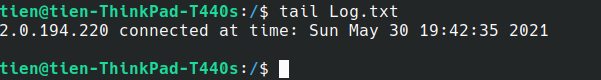 tien@tien-ThinkPad-T440s:/$ tail Log.txt
2.0.194.220 connected at time: Sun May 30 19:42:35 2021
tien@tien-ThinkPad-T440s:/$